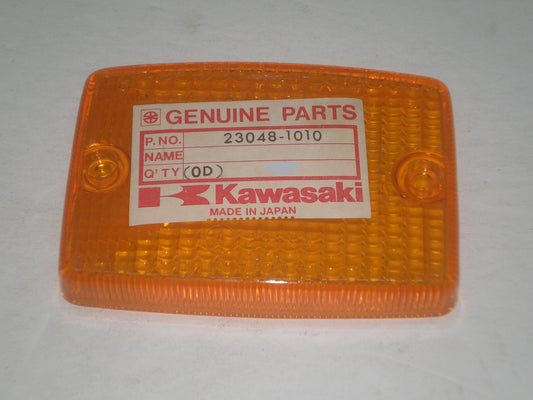 GENUINE PARTS
P.NO. 23048-1010
NAME
Q'TY (OD)
Kawasaki
MADE IN JAPAN